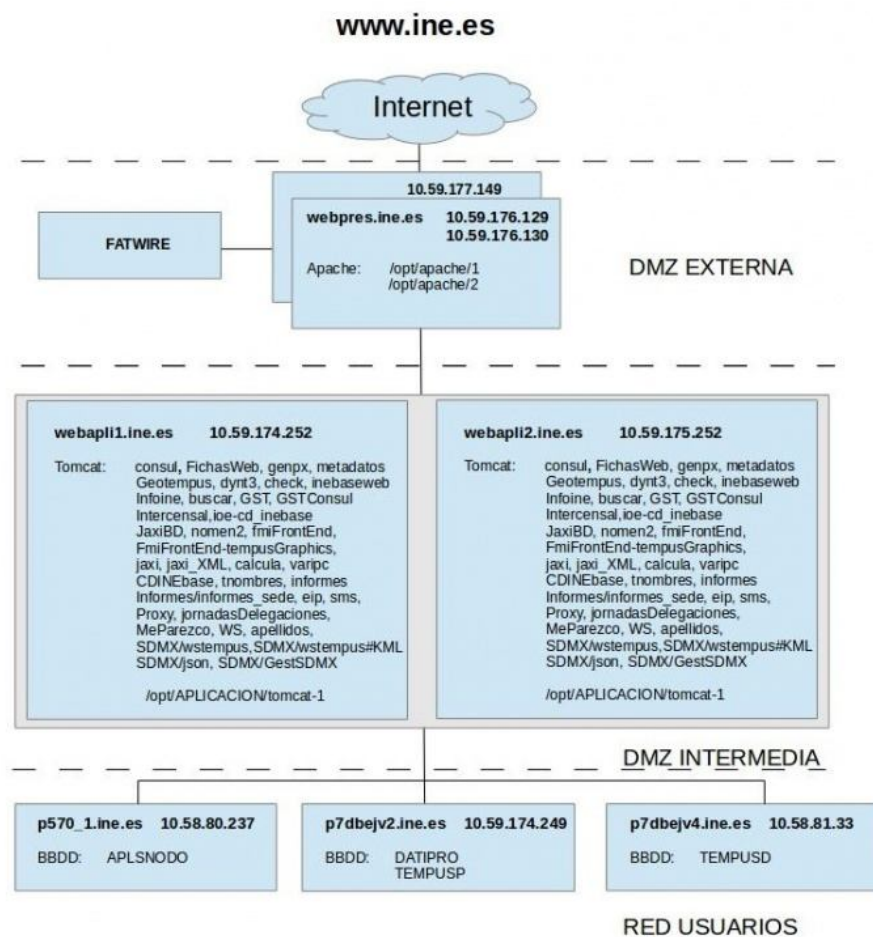 www.ine.es
Internet
10.59.177.149
webpres.ine.es 10.59.176.129
10.59.176.130
Apache: /opt/apache/1
/opt/apache/2
FATWIRE
DMZ EXTERNA
webapli1.ine.es 10.59.174.252
Tomcat: consul, FichasWeb, genpx, metadatos
Geotempus, dynt3, check, inebaseweb
Infoine, buscar, GST, GSTConsul
Intercensal,ioe-cd_inebase
JaxiBD, nomen2, fmiFrontEnd,
FmiFrontEnd-tempusGraphics,
jaxi, jaxi_XML, calcula, varipc
CDINEbase, tnombres, informes
Informes/informes_sede, eip, sms,
Proxy, jornadasDelegaciones,
MeParezco, WS, apellidos,
SDMX/wstempus,SDMX/wstempus#KML
SDMX/json, SDMX/GestSDMX
/opt/APLICACION/tomcat-1
webapli2.ine.es 10.59.175.252
Tomcat: consul, FichasWeb, genpx, metadatos
Geotempus, dynt3, check, inebaseweb
Infoine, buscar, GST, GSTConsul
Intercensal,ioe-cd_inebase
JaxiBD, nomen2, fmiFrontEnd,
FmiFrontEnd-tempusGraphics,
jaxi, jaxi_XML, calcula, varipc
CDINEbase, tnombres, informes
Informes/informes_sede, eip, sms,
Proxy, jornadasDelegaciones,
MeParezco, WS, apellidos,
SDMX/wstempus,SDMX/wstempus#KML
SDMX/json, SDMX/GestSDMX
/opt/APLICACION/tomcat-1
DMZ INTERMEDIA
p570_1.ine.es 10.58.80.237
BBDD: APLSNODO
p7dbejv2.ine.es 10.59.174.249
BBDD: DATIPRO
TEMPUSP
p7dbejv4.ine.es 10.58.81.33
BBDD: TEMPUSD
RED USUARIOS